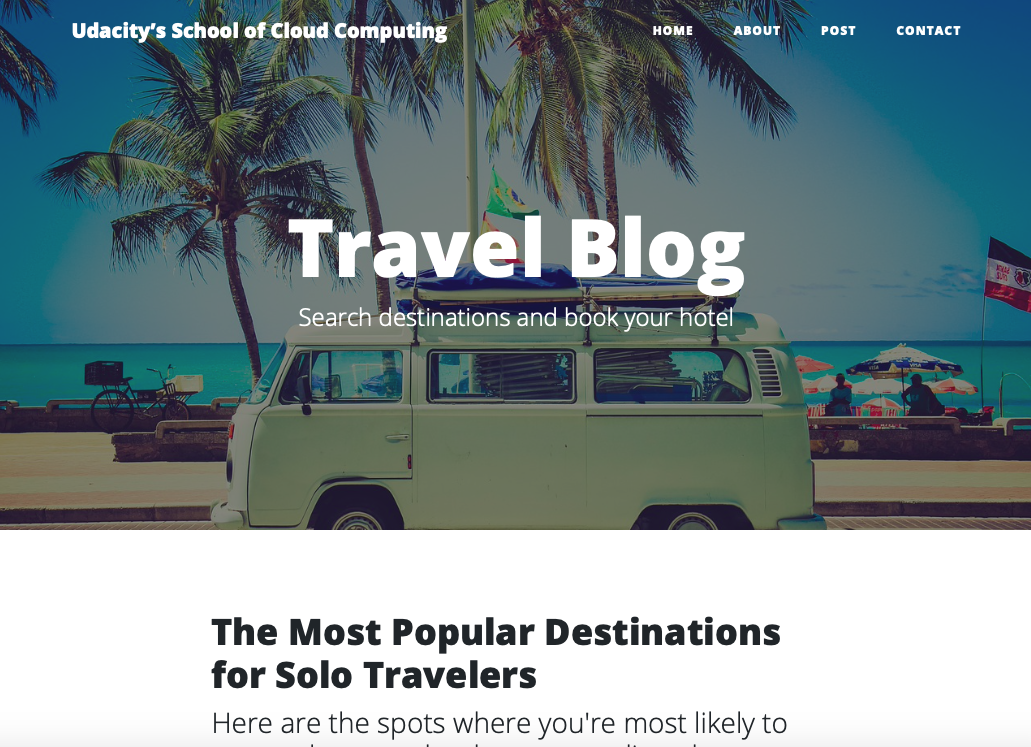 Udacity’s School of Cloud Computing
HOME ABOUT POST CONTACT
Travel Blog
Search destinations and book your hotel
VISA
The Most Popular Destinations
for Solo Travelers
Here are the spots where you're most likely to